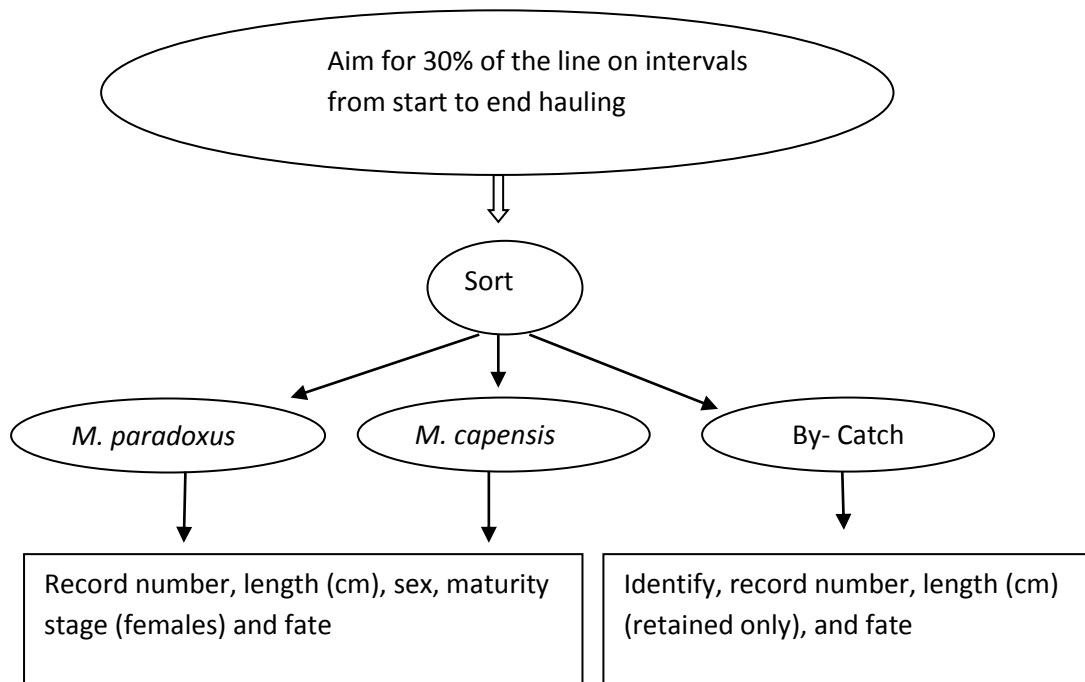 Aim for 30% of the line on intervals
from start to end hauling
Sort
M. paradoxus
M. capensis
By- Catch
Record number, length (cm), sex, maturity
stage (females) and fate
Identify, record number, length (cm)
(retained only), and fate